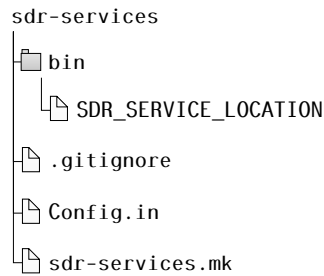 sdr-services
bin
SDR_SERVICE_LOCATION
.gitignore
Config.in
sdr-services.mk